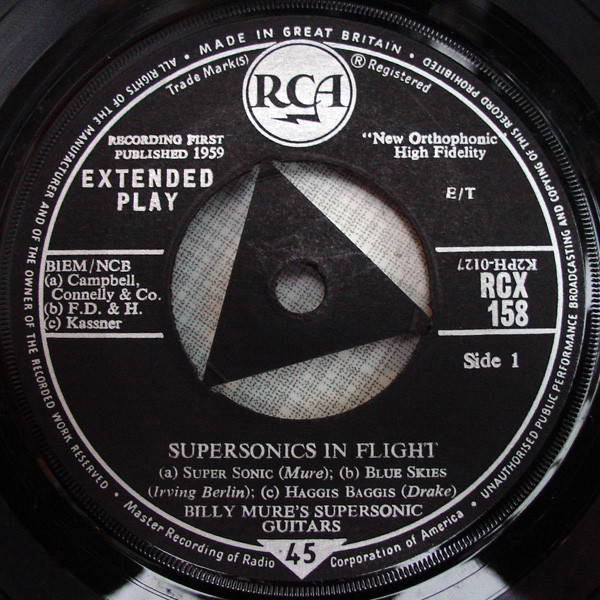 ALL RIGHTS OF THE MANUFACTURER AND OF THE OWNER OF THE RECORDED WORK RESERVED • MADE IN GREAT BRITAIN • UNAUTHORISED PUBLIC PERFORMANCE BROADCASTING AND COPYING OF THIS RECORD PROHIBITED
Trade Mark(s)
RCA
® Registered
RECORDING FIRST
PUBLISHED 1959
"New Orthophonic"
High Fidelity
EXTENDED
PLAY
E/T
BIEM/NCB
(a) Campbell,
Connelly & Co.
(b) F.D. & H.
(c) Kassner
K2PH-0127
RCX
158
Side 1
SUPERSONICS IN FLIGHT
(a) SUPER SONIC (Mure); (b) BLUE SKIES
(Irving Berlin); (c) HAGGIS BAGGIS (Drake)
BILLY MURE'S SUPERSONIC
GUITARS
• Master Recording of Radio Corporation of America •
45